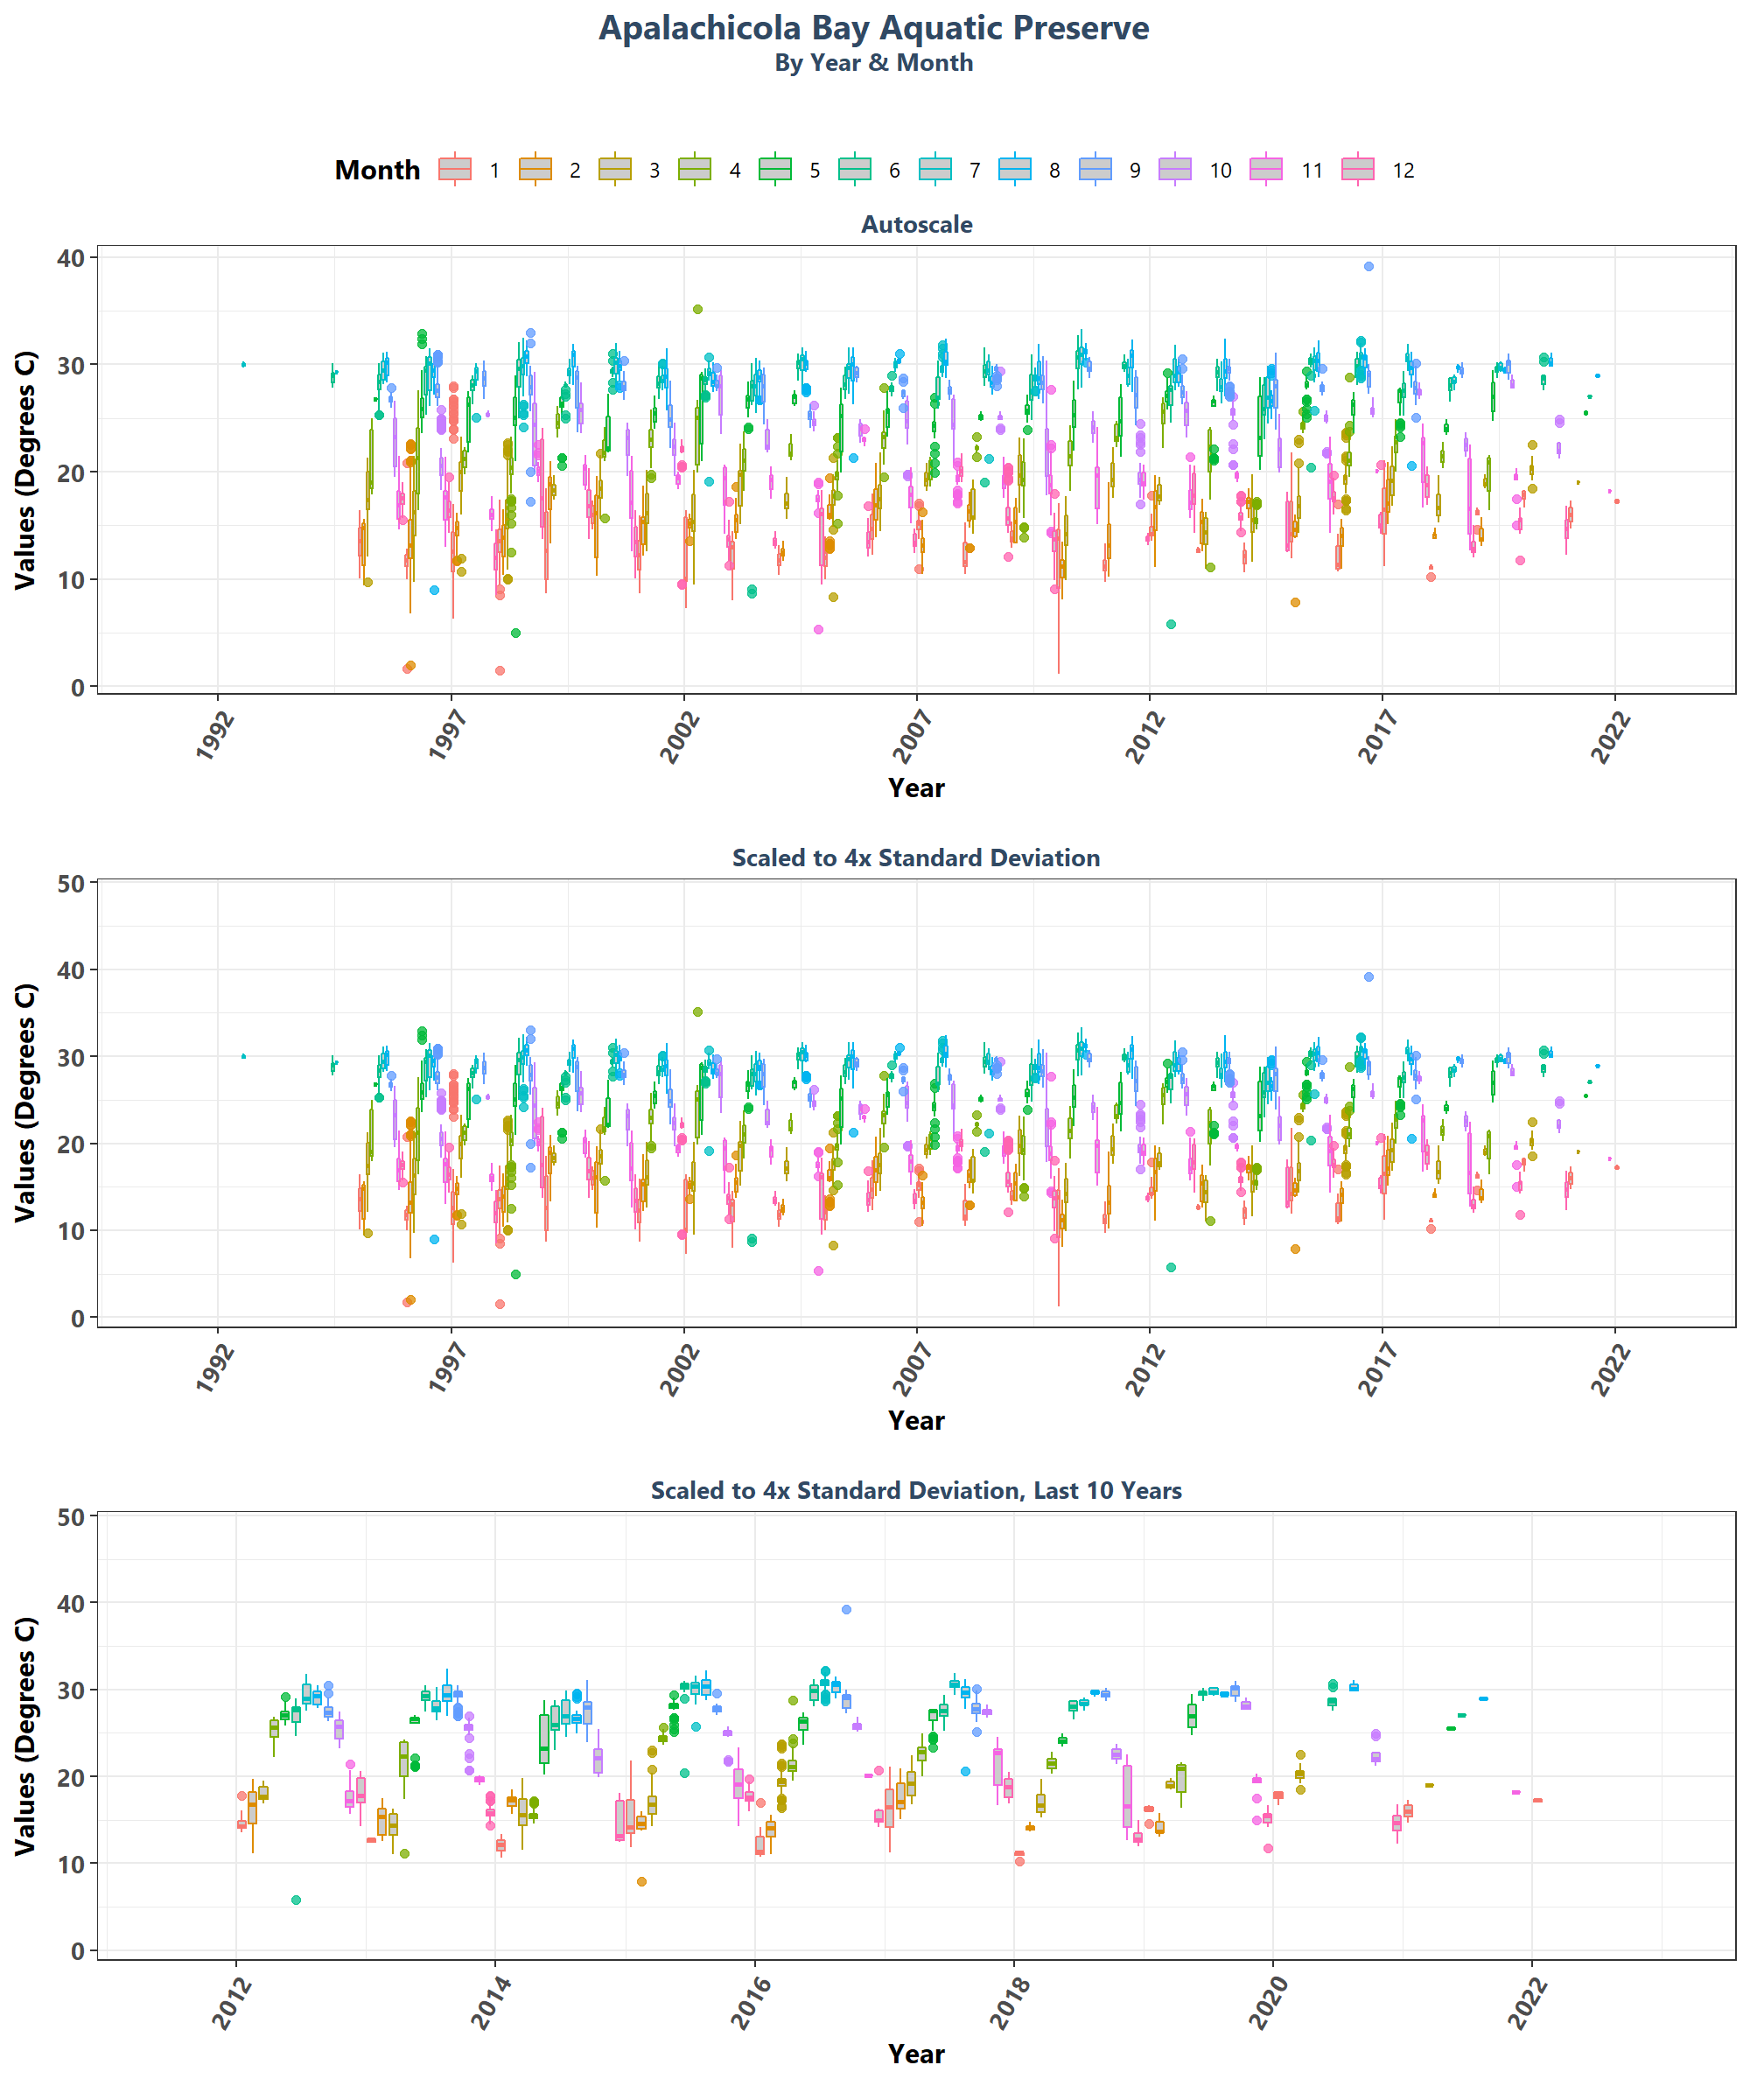 Apalachicola Bay Aquatic Preserve
By Year & Month
Month 1 2 3 4 5 6 7 8 9 10 11 12
Autoscale
Values (Degrees C)
40
30
20
10
0
1992 1997 2002 2007 2012 2017 2022
Year
Scaled to 4x Standard Deviation
Values (Degrees C)
50
40
30
20
10
0
1992 1997 2002 2007 2012 2017 2022
Year
Scaled to 4x Standard Deviation, Last 10 Years
Values (Degrees C)
50
40
30
20
10
0
2012 2014 2016 2018 2020 2022
Year